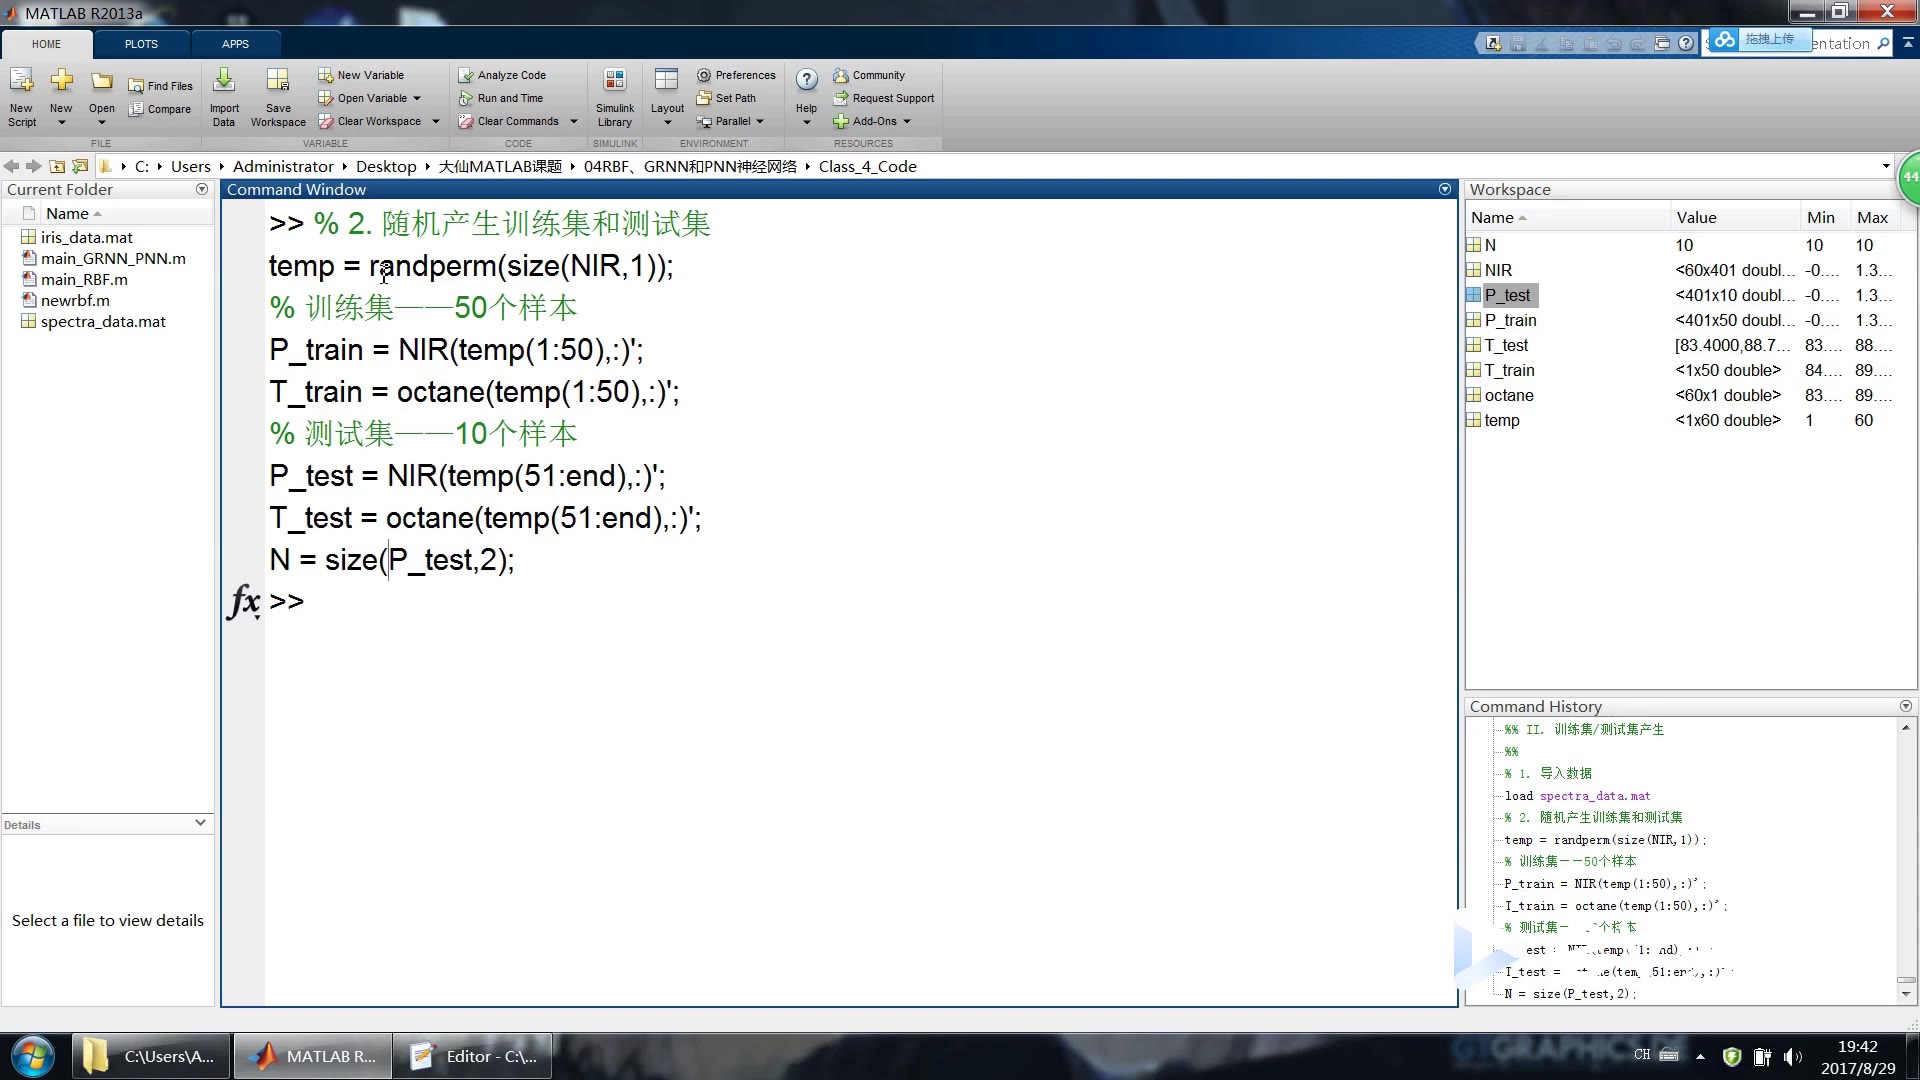 MATLAB R2013a
HOME
PLOTS
APPS
拖拽上传
entation
New Script
New
Open
Find Files
Compare
Import Data
Save Workspace
New Variable
Open Variable
Clear Workspace
Analyze Code
Run and Time
Clear Commands
Simulink Library
Layout
Preferences
Set Path
Parallel
Help
Community
Request Support
Add-Ons
FILE
VARIABLE
CODE
SIMULINK
ENVIRONMENT
RESOURCES
C: Users Administrator Desktop 大仙MATLAB课题 04RBF、GRNN和PNN神经网络 Class_4_Code
44
Current Folder
Name
iris_data.mat
main_GRNN_PNN.m
main_RBF.m
newrbf.m
spectra_data.mat
Details
Select a file to view details
Command Window
>> % 2. 随机产生训练集和测试集
temp = randperm(size(NIR,1));
% 训练集——50个样本
P_train = NIR(temp(1:50),:)';
T_train = octane(temp(1:50),:)';
% 测试集——10个样本
P_test = NIR(temp(51:end),:)';
T_test = octane(temp(51:end),:)';
N = size(P_test,2);
fx >>
Workspace
Name Value Min Max
N 10 10 10
NIR <60x401 doubl... -0.... 1.3...
P_test <401x10 doubl... -0.... 1.3...
P_train <401x50 doubl... -0.... 1.3...
T_test [83.4000,88.7... 83.... 88....
T_train <1x50 double> 84.... 89....
octane <60x1 double> 83.... 89....
temp <1x60 double> 1 60
Command History
%% II. 训练集/测试集产生
%%
% 1. 导入数据
load spectra_data.mat
% 2. 随机产生训练集和测试集
temp = randperm(size(NIR,1));
% 训练集——50个样本
P_train = NIR(temp(1:50),:)';
T_train = octane(temp(1:50),:)';
% 测试集
T_test =
N = size(P_test,2);
C:\Users\A...
MATLAB R...
Editor - C:\...
CH
19:42
2017/8/29